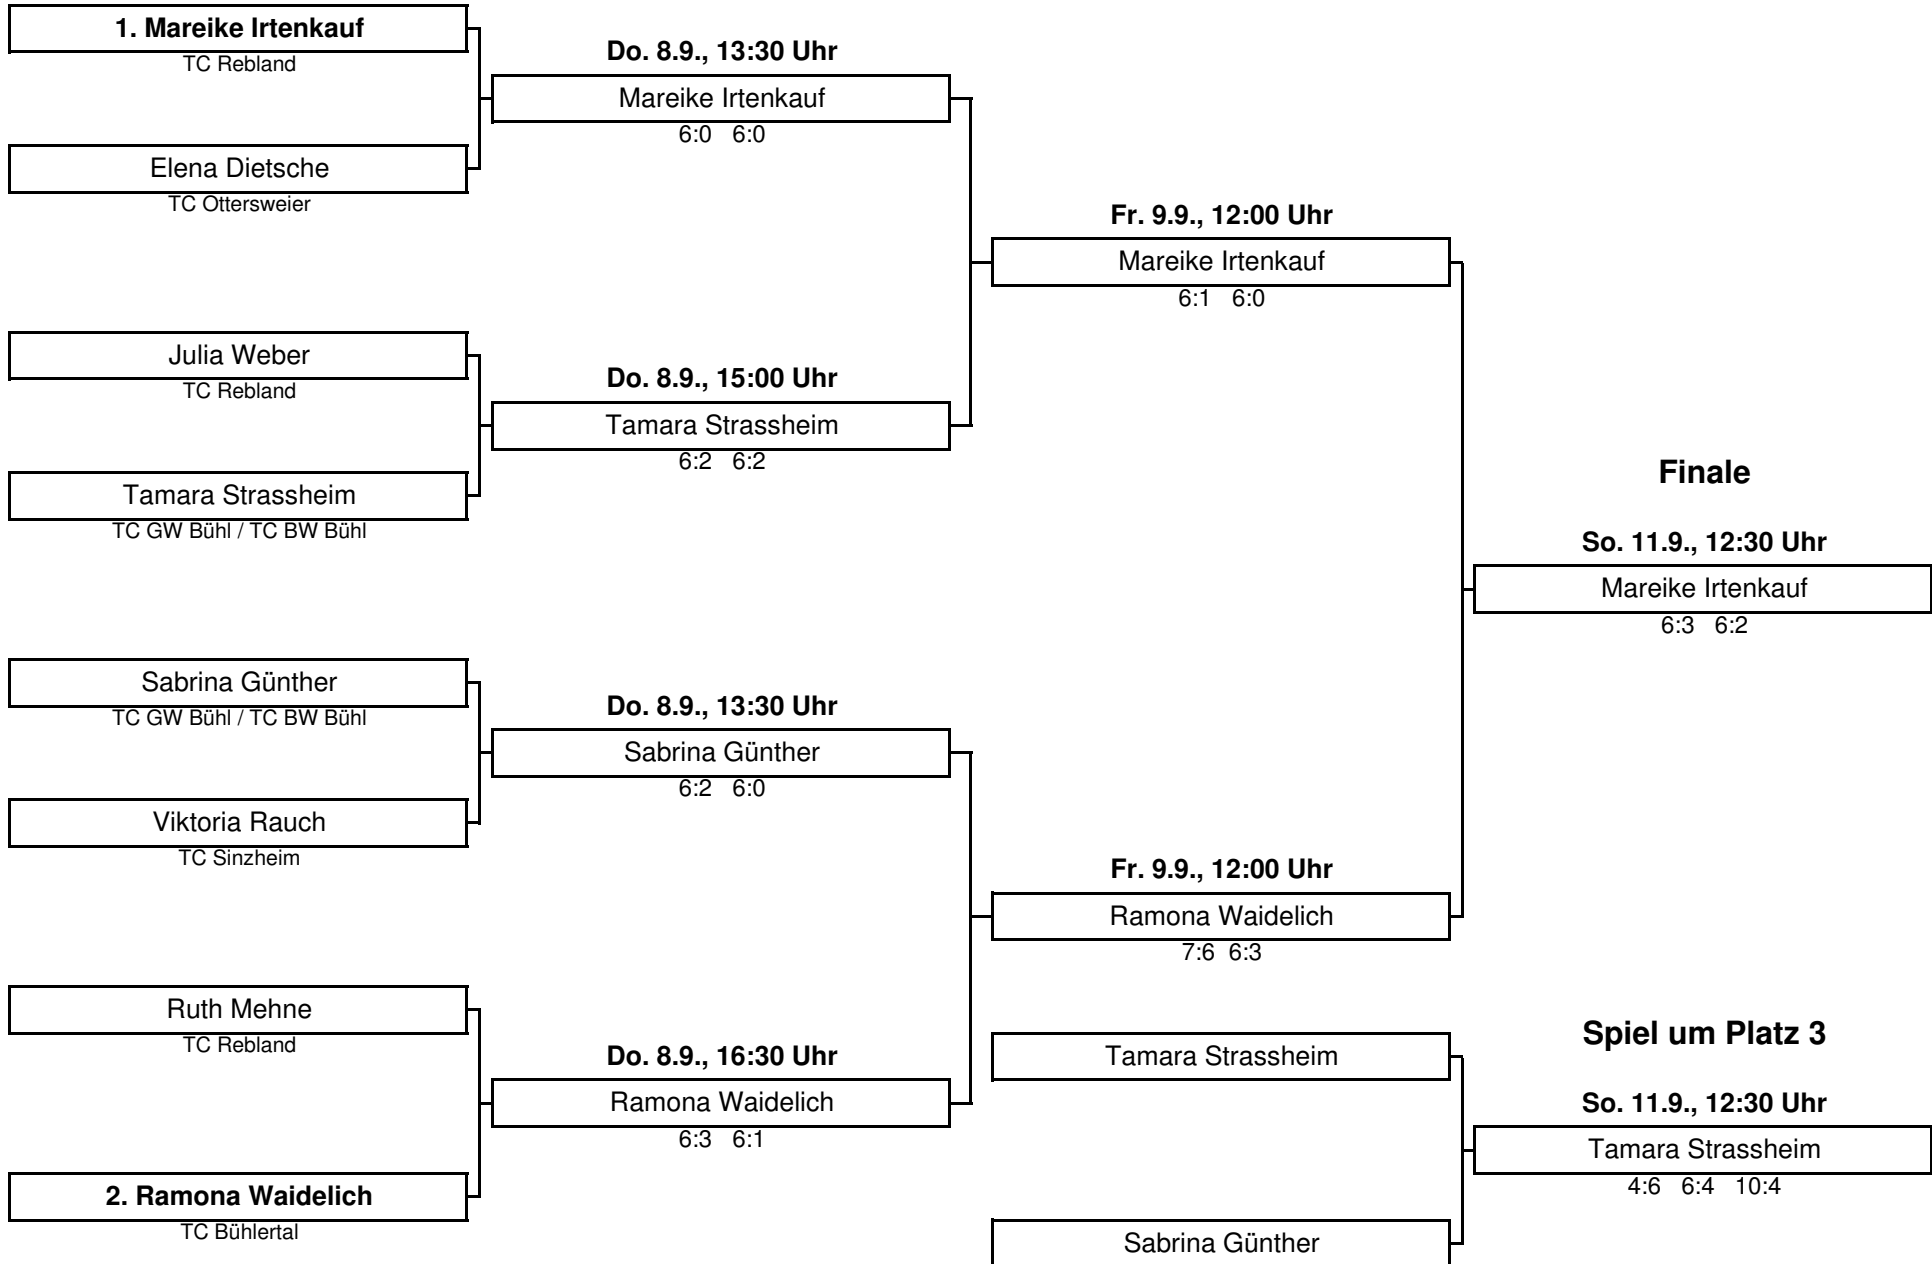 1. Mareike Irtenkauf
TC Rebland
Elena Dietsche
TC Ottersweier
Julia Weber
TC Rebland
Tamara Strassheim
TC GW Bühl / TC BW Bühl
Sabrina Günther
TC GW Bühl / TC BW Bühl
Viktoria Rauch
TC Sinzheim
Ruth Mehne
TC Rebland
2. Ramona Waidelich
TC Bühlertal
Do. 8.9., 13:30 Uhr
Mareike Irtenkauf
6:0 6:0
Do. 8.9., 15:00 Uhr
Tamara Strassheim
6:2 6:2
Do. 8.9., 13:30 Uhr
Sabrina Günther
6:2 6:0
Do. 8.9., 16:30 Uhr
Ramona Waidelich
6:3 6:1
Fr. 9.9., 12:00 Uhr
Mareike Irtenkauf
6:1 6:0
Fr. 9.9., 12:00 Uhr
Ramona Waidelich
7:6 6:3
Tamara Strassheim
Sabrina Günther
Finale
So. 11.9., 12:30 Uhr
Mareike Irtenkauf
6:3 6:2
Spiel um Platz 3
So. 11.9., 12:30 Uhr
Tamara Strassheim
4:6 6:4 10:4